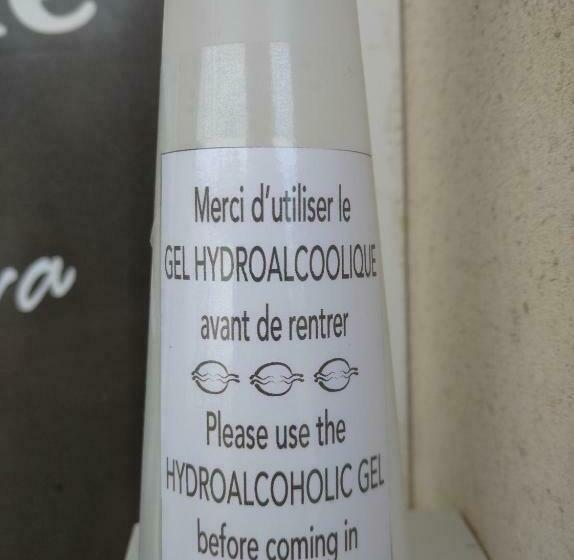 Merci d'utiliser le
GEL HYDROALCOOLIQUE
avant de rentrer
Please use the
HYDROALCOHOLIC GEL
before coming in